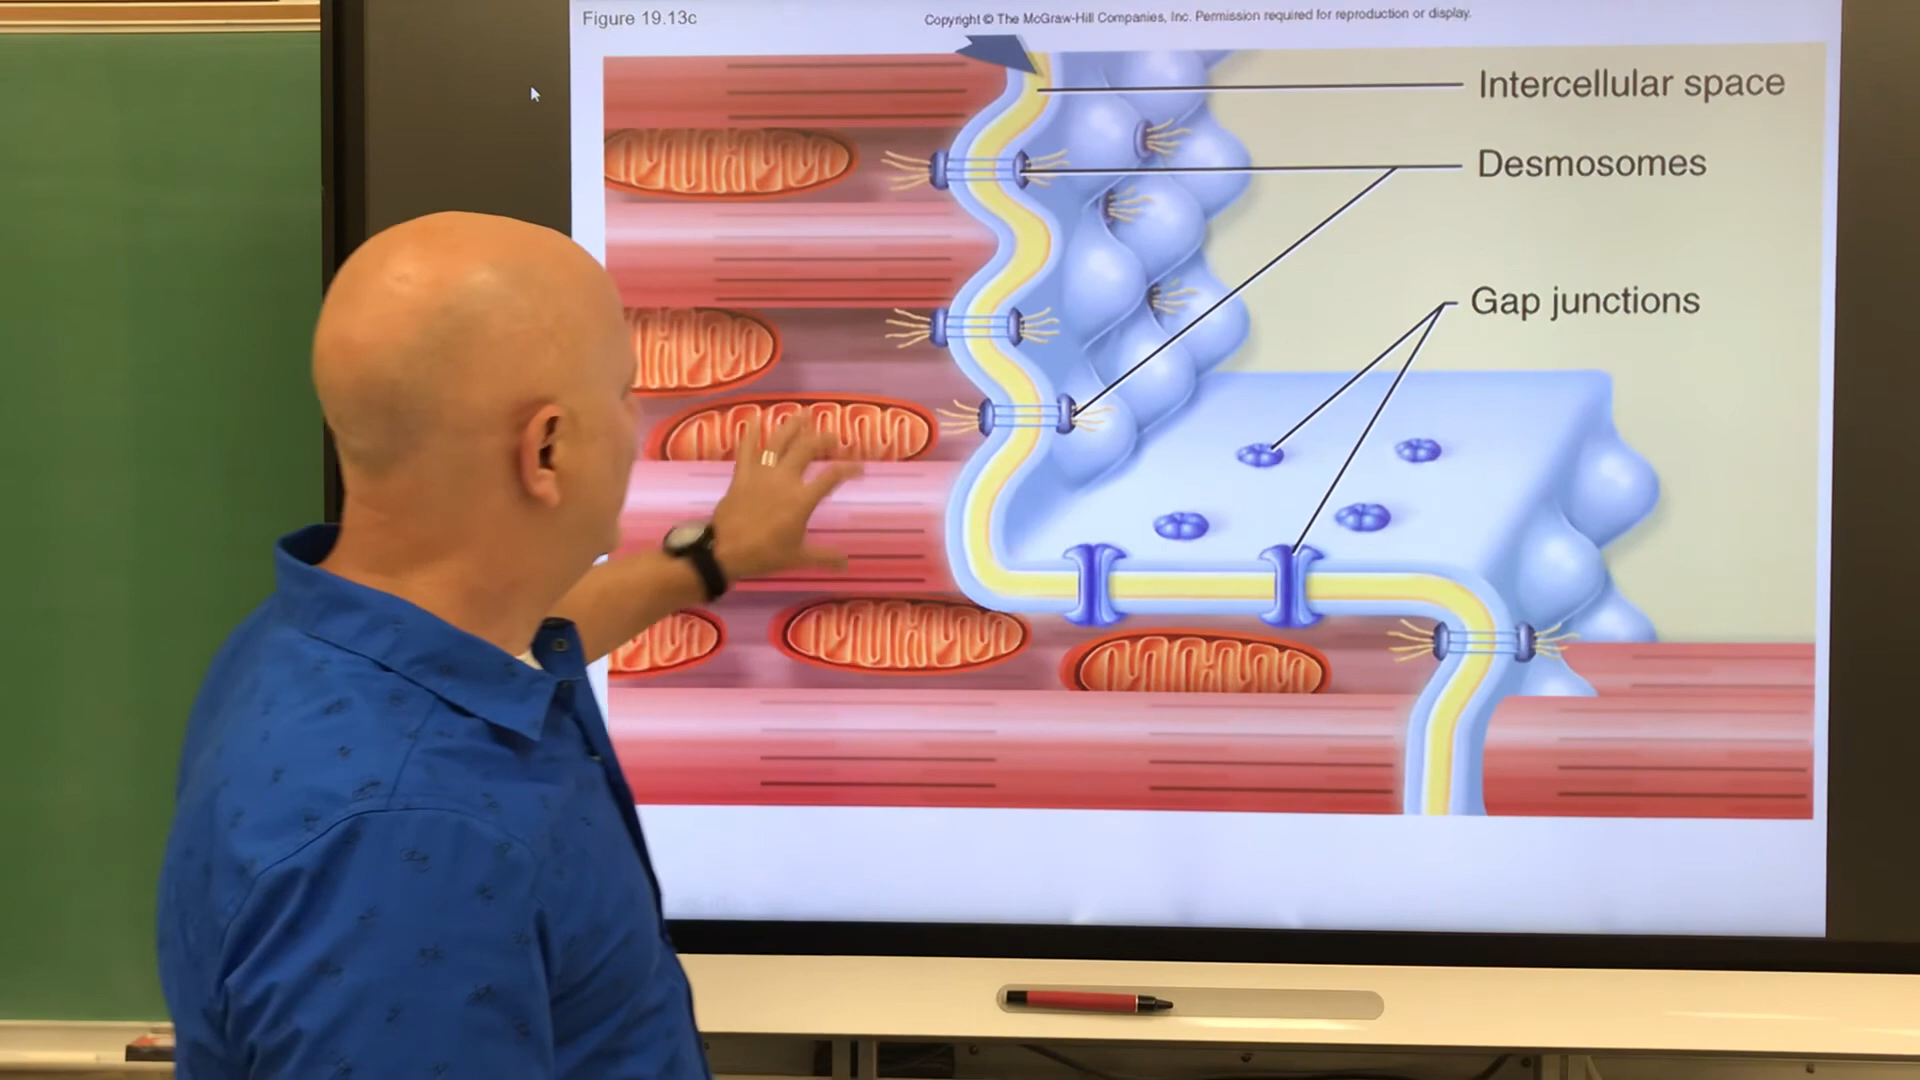 Figure 19.13c
Copyright © The McGraw-Hill Companies, Inc. Permission required for reproduction or display.
Intercellular space
Desmosomes
Gap junctions